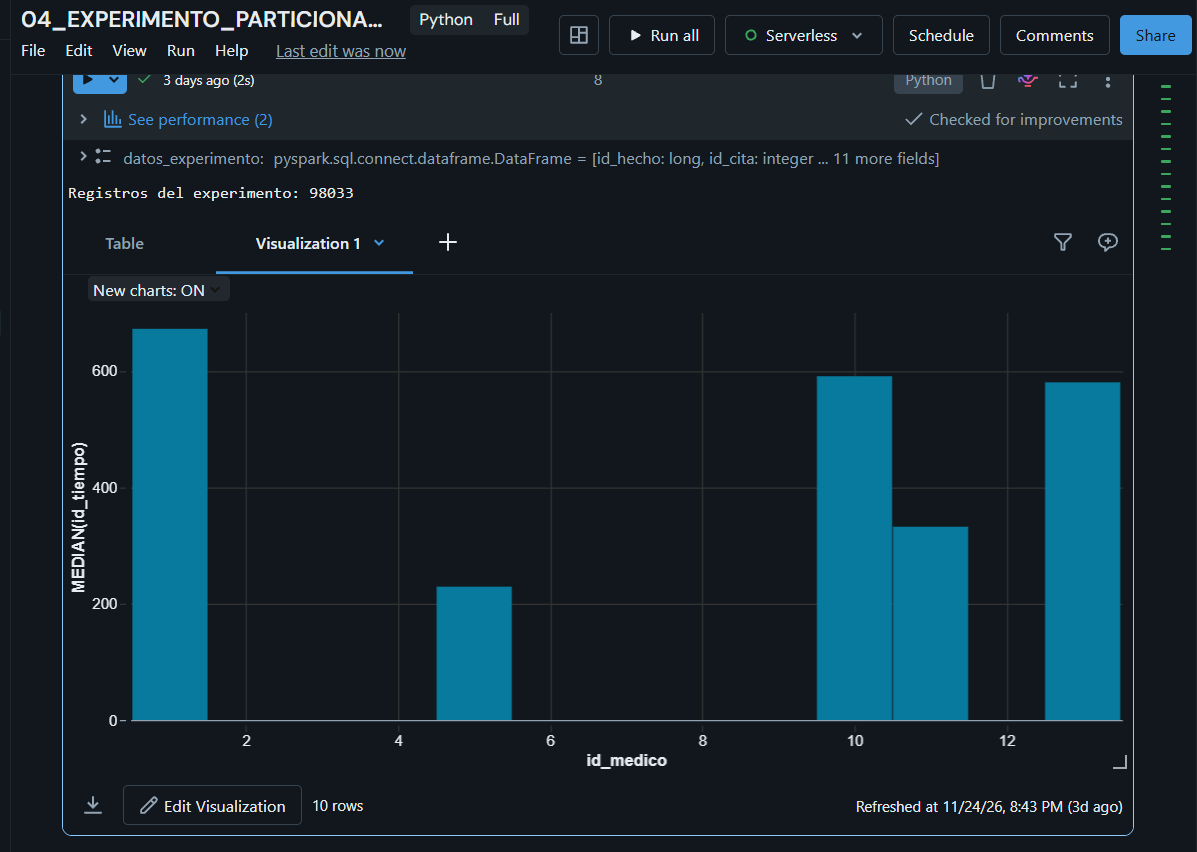 04_EXPERIMENTO_PARTICIONA... Python Full
Run all Serverless Schedule Comments Share
File Edit View Run Help Last edit was now
3 days ago (2s) 8 Python
See performance (2) Checked for improvements
datos_experimento: pyspark.sql.connect.dataframe.DataFrame = [id_hecho: long, id_cita: integer ... 11 more fields]
Registros del experimento: 98033
Table Visualization 1
New charts: ON
MEDIAN(id_tiempo)
600
400
200
0
2 4 6 8 10 12
id_medico
Edit Visualization 10 rows Refreshed at 11/24/26, 8:43 PM (3d ago)